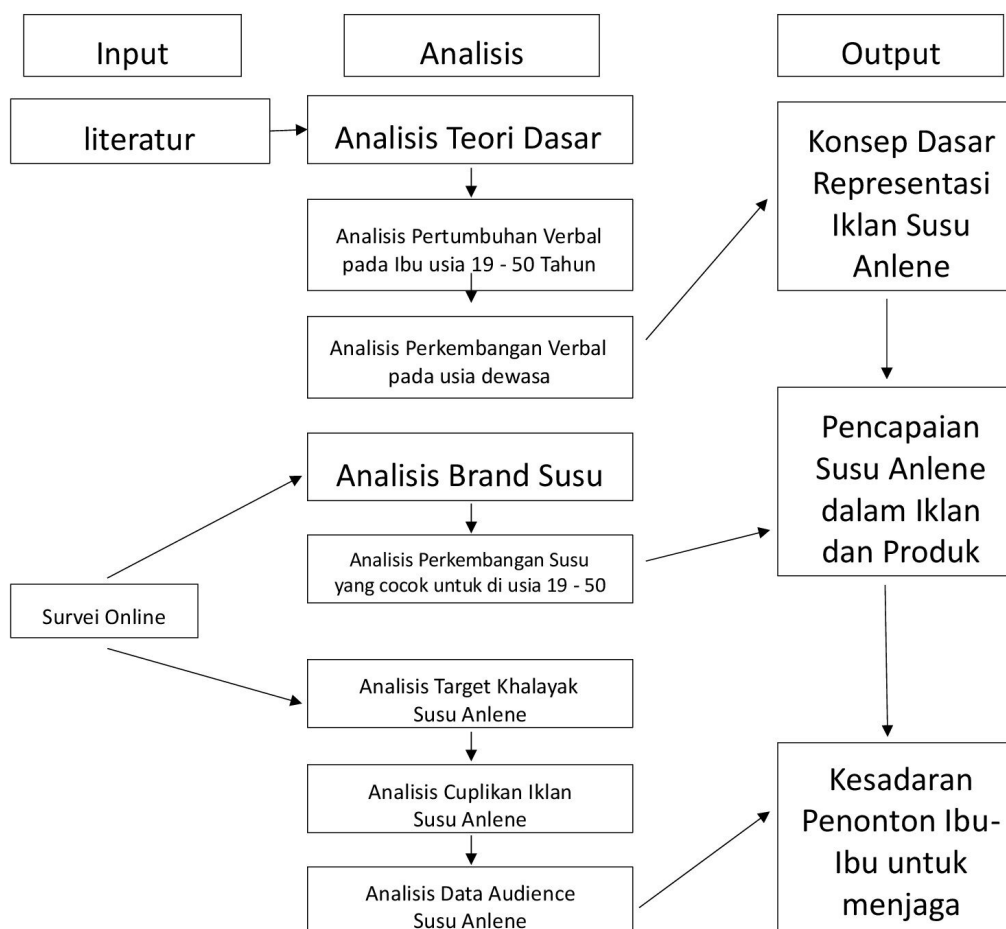 Input
Analisis
Output
literatur
Analisis Teori Dasar
Analisis Pertumbuhan Verbal
pada Ibu usia 19 - 50 Tahun
Analisis Perkembangan Verbal
pada usia dewasa
Konsep Dasar
Representasi
Iklan Susu
Anlene
Survei Online
Analisis Brand Susu
Analisis Perkembangan Susu
yang cocok untuk di usia 19 - 50
Pencapaian
Susu Anlene
dalam Iklan
dan Produk
Analisis Target Khalayak
Susu Anlene
Analisis Cuplikan Iklan
Susu Anlene
Analisis Data Audience
Susu Anlene
Kesadaran
Penonton Ibu-
Ibu untuk
menjaga